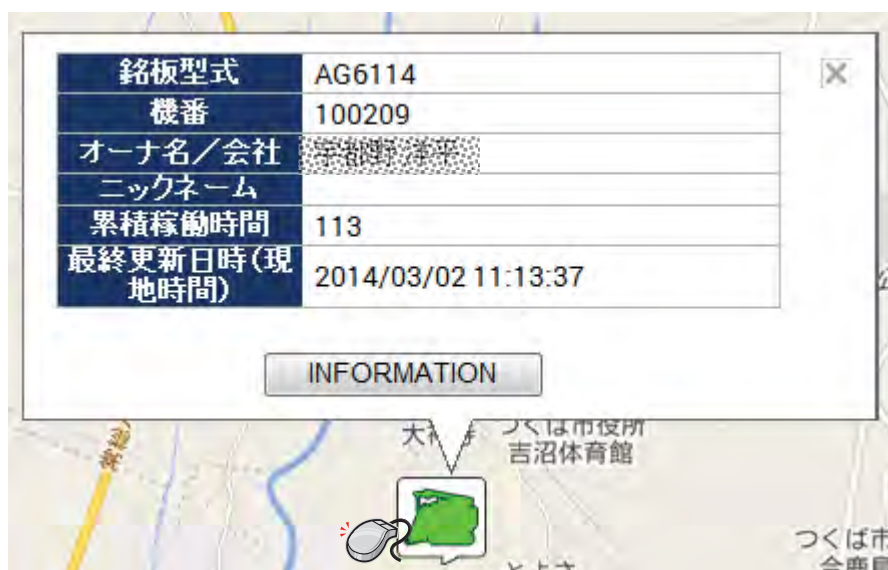 銘板型式 AG6114
機番 100209
オーナ名／会社
ニックネーム
累積稼働時間 113
最終更新日時(現
地時間) 2014/03/02 11:13:37
INFORMATION
つくば市役所
吉沼体育館
つくば市